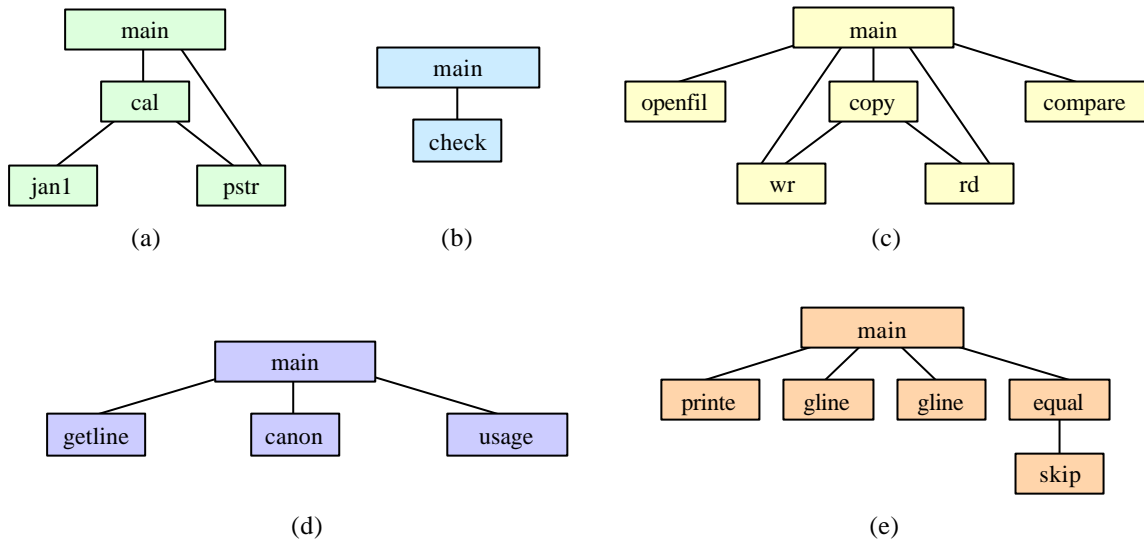 main
cal
jan1 pstr
(a)
main
check
(b)
main
openfil copy compare
wr rd
(c)
main
getline canon usage
(d)
main
printe gline gline equal
skip
(e)